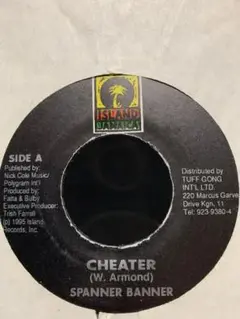 ISLAND
JAMAICA
SIDE A
Published by:
Nick Cole Music/
Polygram Int'l
Produced by:
Fatta & Bulby
Executive Producer:
Trish Farrell
(p) 1995 Island
Records, Inc.
Distributed by
TUFF GONG
INT'L LTD.
220 Marcus Garve
Drive Kgn. 11
Tel: 923-9380-4
CHEATER
(W. Armond)
SPANNER BANNER